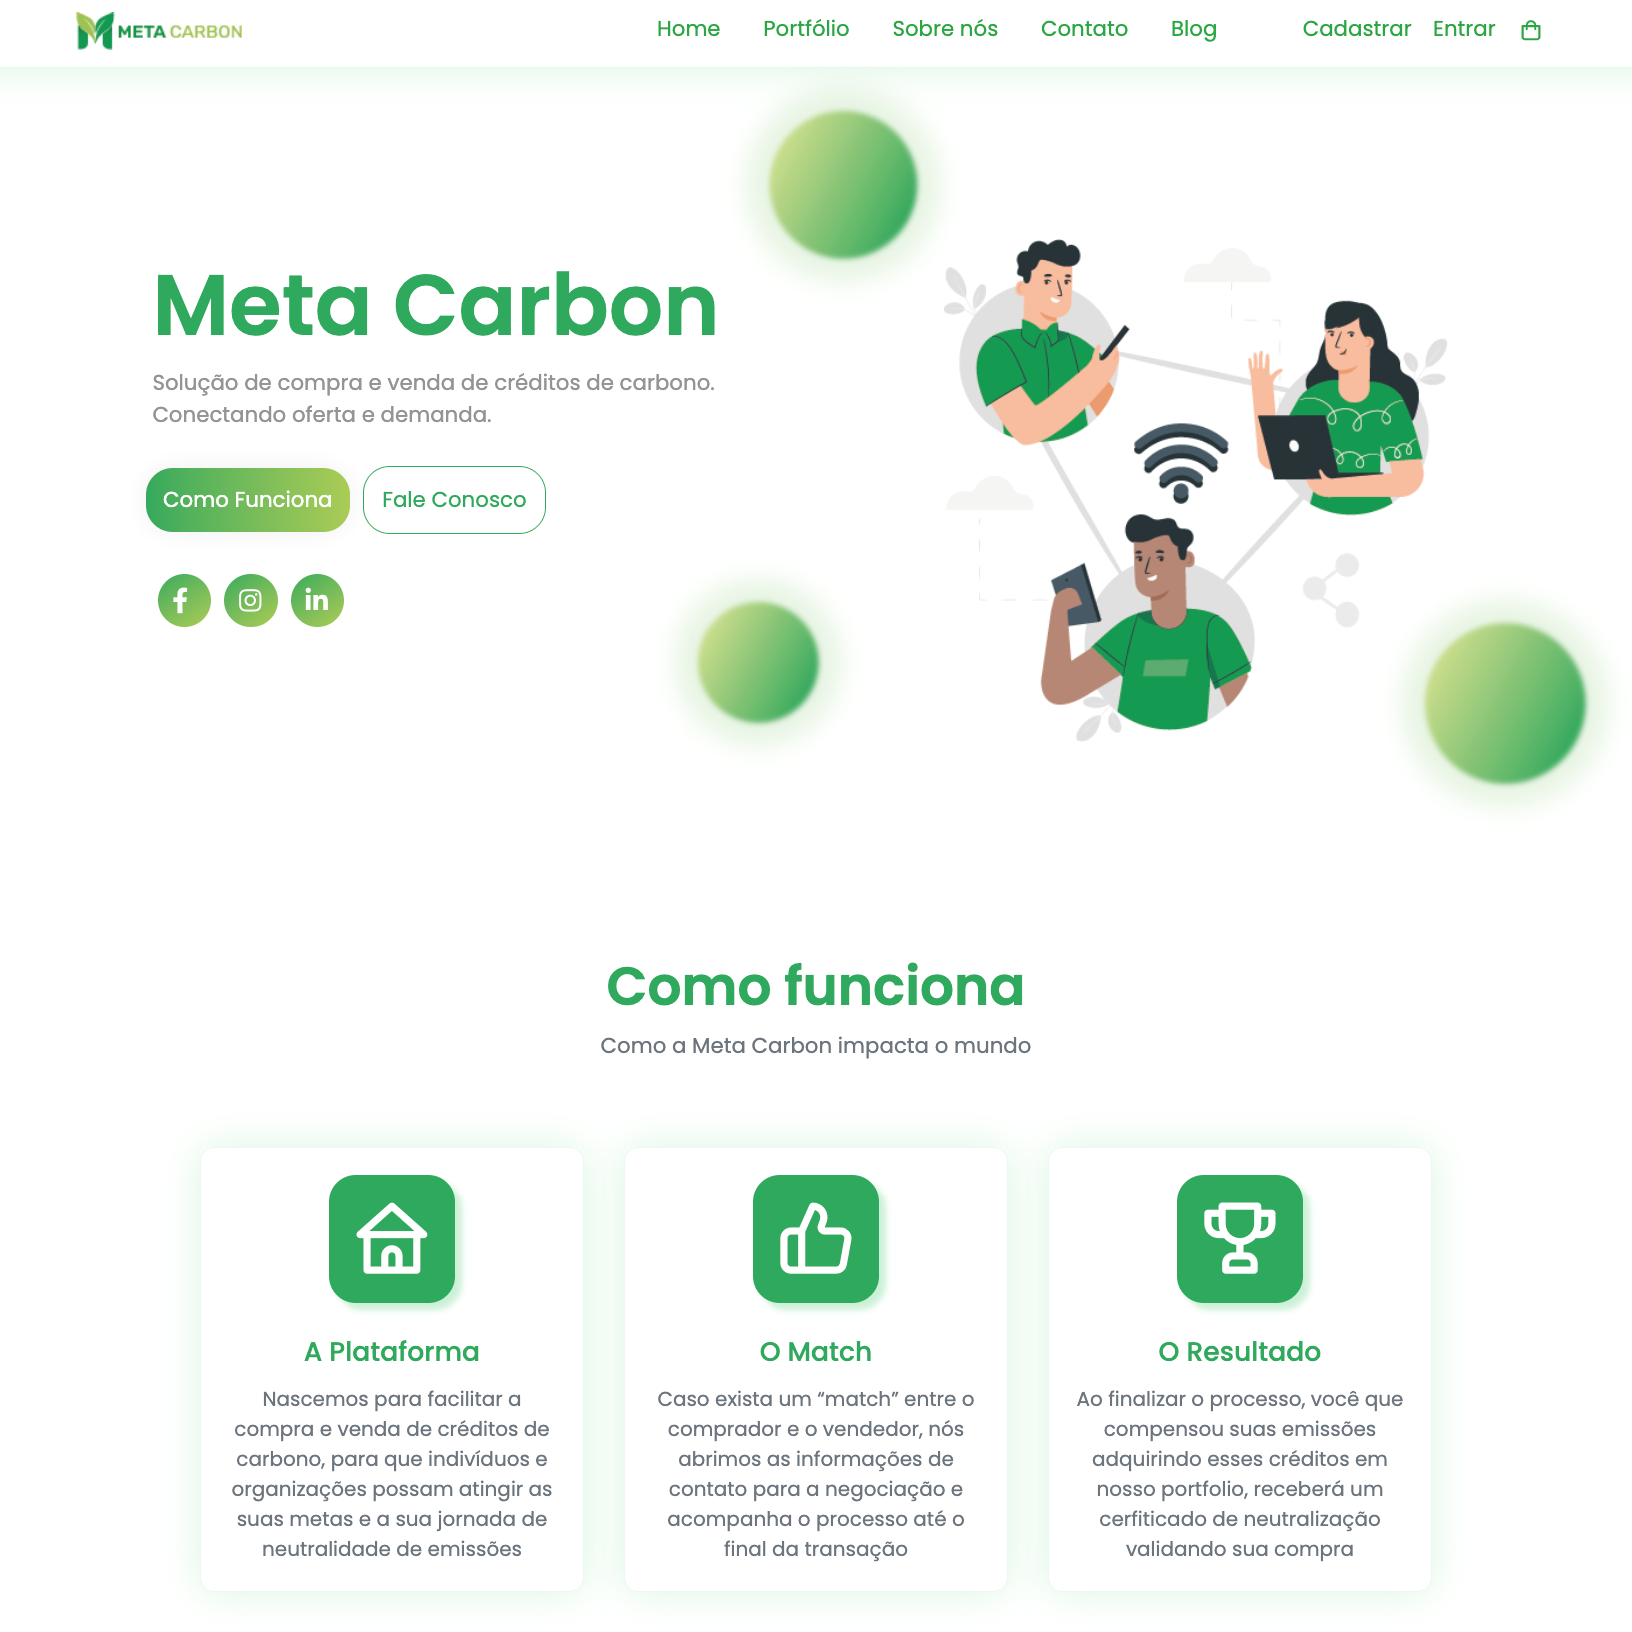 META CARBON
Home Portfólio Sobre nós Contato Blog Cadastrar Entrar
Meta Carbon
Solução de compra e venda de créditos de carbono.
Conectando oferta e demanda.
Como Funciona Fale Conosco
Como funciona
Como a Meta Carbon impacta o mundo
A Plataforma
Nascemos para facilitar a
compra e venda de créditos de
carbono, para que indivíduos e
organizações possam atingir as
suas metas e a sua jornada de
neutralidade de emissões
O Match
Caso exista um “match” entre o
comprador e o vendedor, nós
abrimos as informações de
contato para a negociação e
acompanha o processo até o
final da transação
O Resultado
Ao finalizar o processo, você que
compensou suas emissões
adquirindo esses créditos em
nosso portfolio, receberá um
cerfiticado de neutralização
validando sua compra